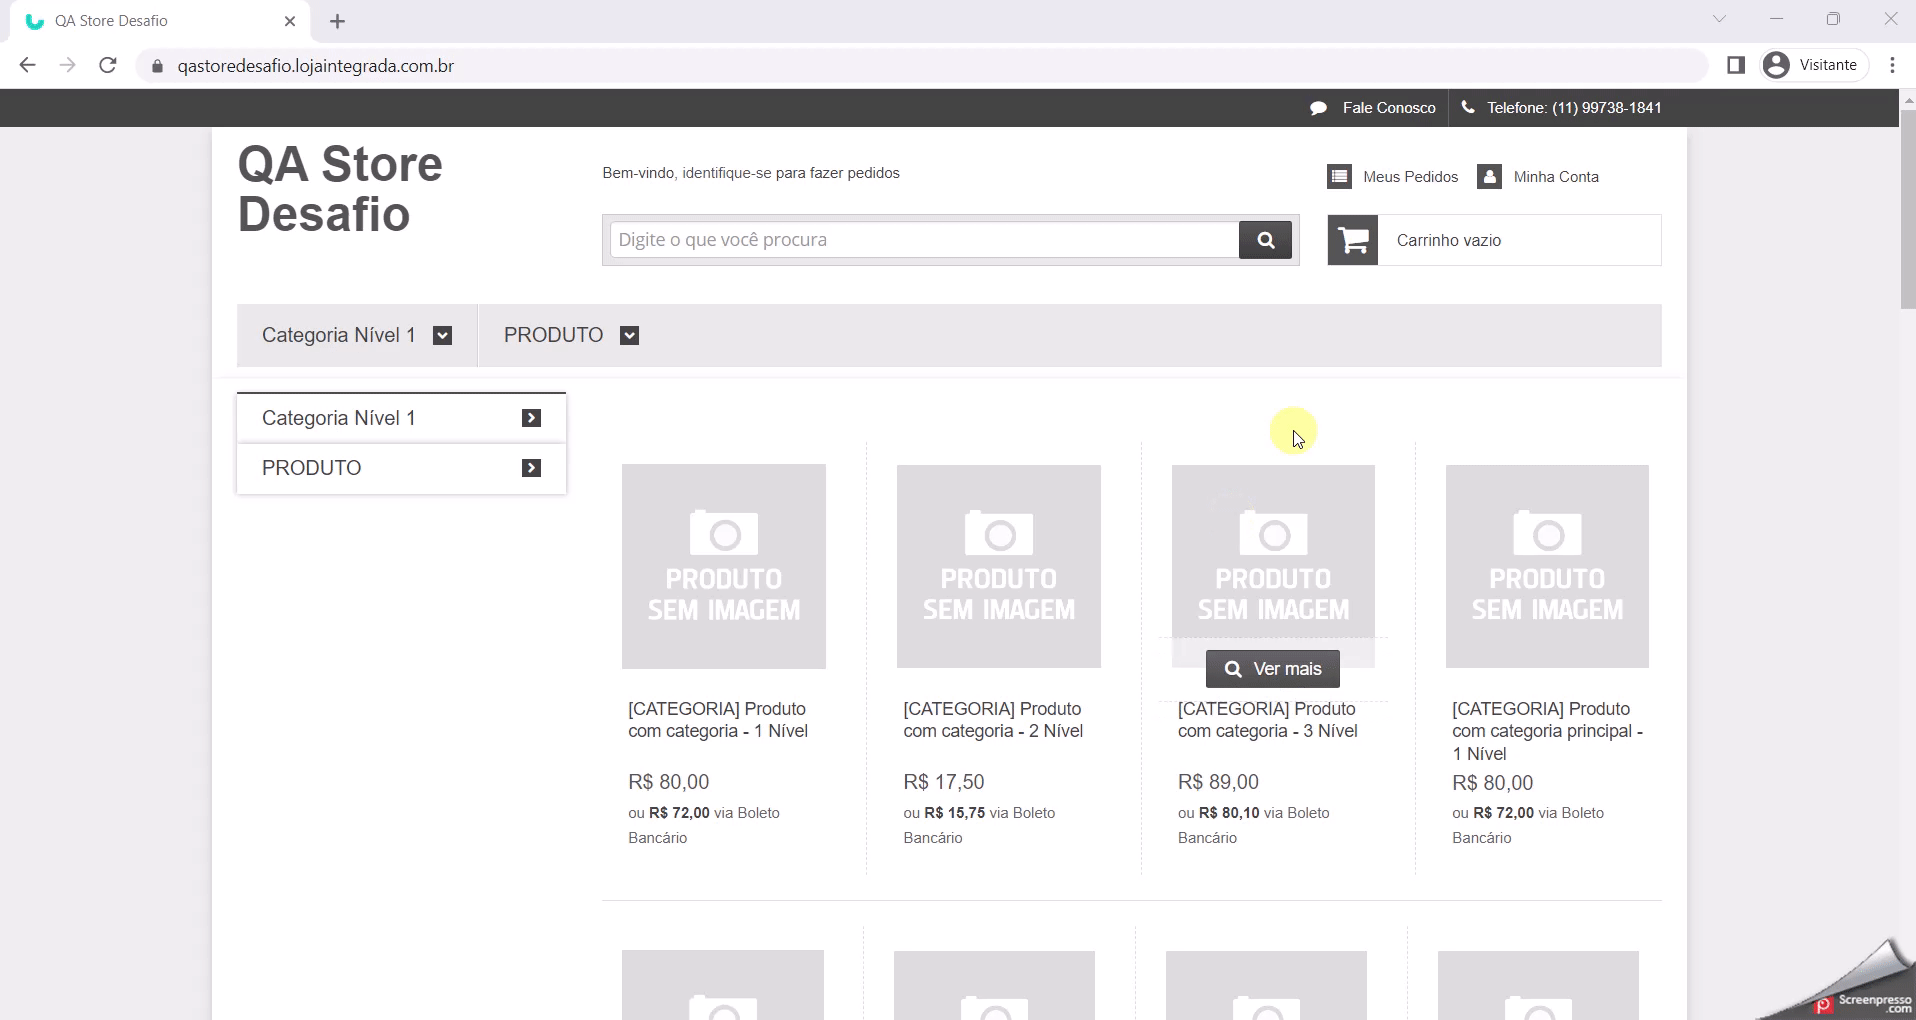 QA Store Desafio
qastoredesafio.lojaintegrada.com.br
Visitante
Fale Conosco
Telefone: (11) 99738-1841
QA Store
Desafio
Bem-vindo, identifique-se para fazer pedidos
Meus Pedidos
Minha Conta
Digite o que você procura
Carrinho vazio
Categoria Nível 1
PRODUTO
Categoria Nível 1
PRODUTO
PRODUTO
SEM IMAGEM
[CATEGORIA] Produto
com categoria - 1 Nível
R$ 80,00
ou R$ 72,00 via Boleto
Bancário
PRODUTO
SEM IMAGEM
[CATEGORIA] Produto
com categoria - 2 Nível
R$ 17,50
ou R$ 15,75 via Boleto
Bancário
PRODUTO
SEM IMAGEM
Ver mais
[CATEGORIA] Produto
com categoria - 3 Nível
R$ 89,00
ou R$ 80,10 via Boleto
Bancário
PRODUTO
SEM IMAGEM
[CATEGORIA] Produto
com categoria principal -
1 Nível
R$ 80,00
ou R$ 72,00 via Boleto
Bancário
Screenpresso
.com